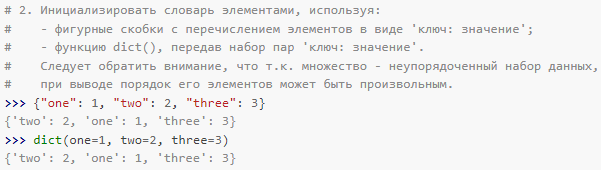 # 2. Инициализировать словарь элементами, используя:
#    - фигурные скобки с перечислением элементов в виде 'ключ: значение';
#    - функцию dict(), передав набор пар 'ключ: значение'.
#    Следует обратить внимание, что т.к. множество - неупорядоченный набор данных,
#    при выводе порядок его элементов может быть произвольным.
>>> {"one": 1, "two": 2, "three": 3}
{'two': 2, 'one': 1, 'three': 3}
>>> dict(one=1, two=2, three=3)
{'two': 2, 'one': 1, 'three': 3}